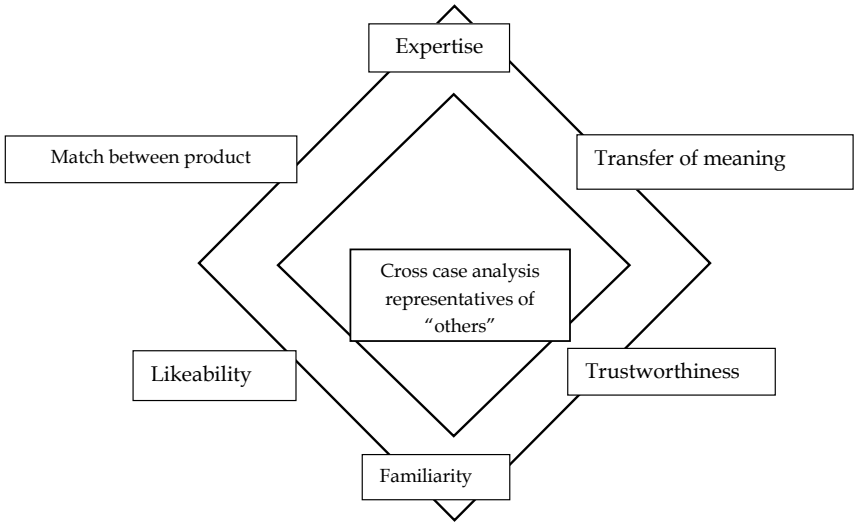 Expertise
Match between product
Transfer of meaning
Cross case analysis
representatives of
“others”
Likeability
Trustworthiness
Familiarity